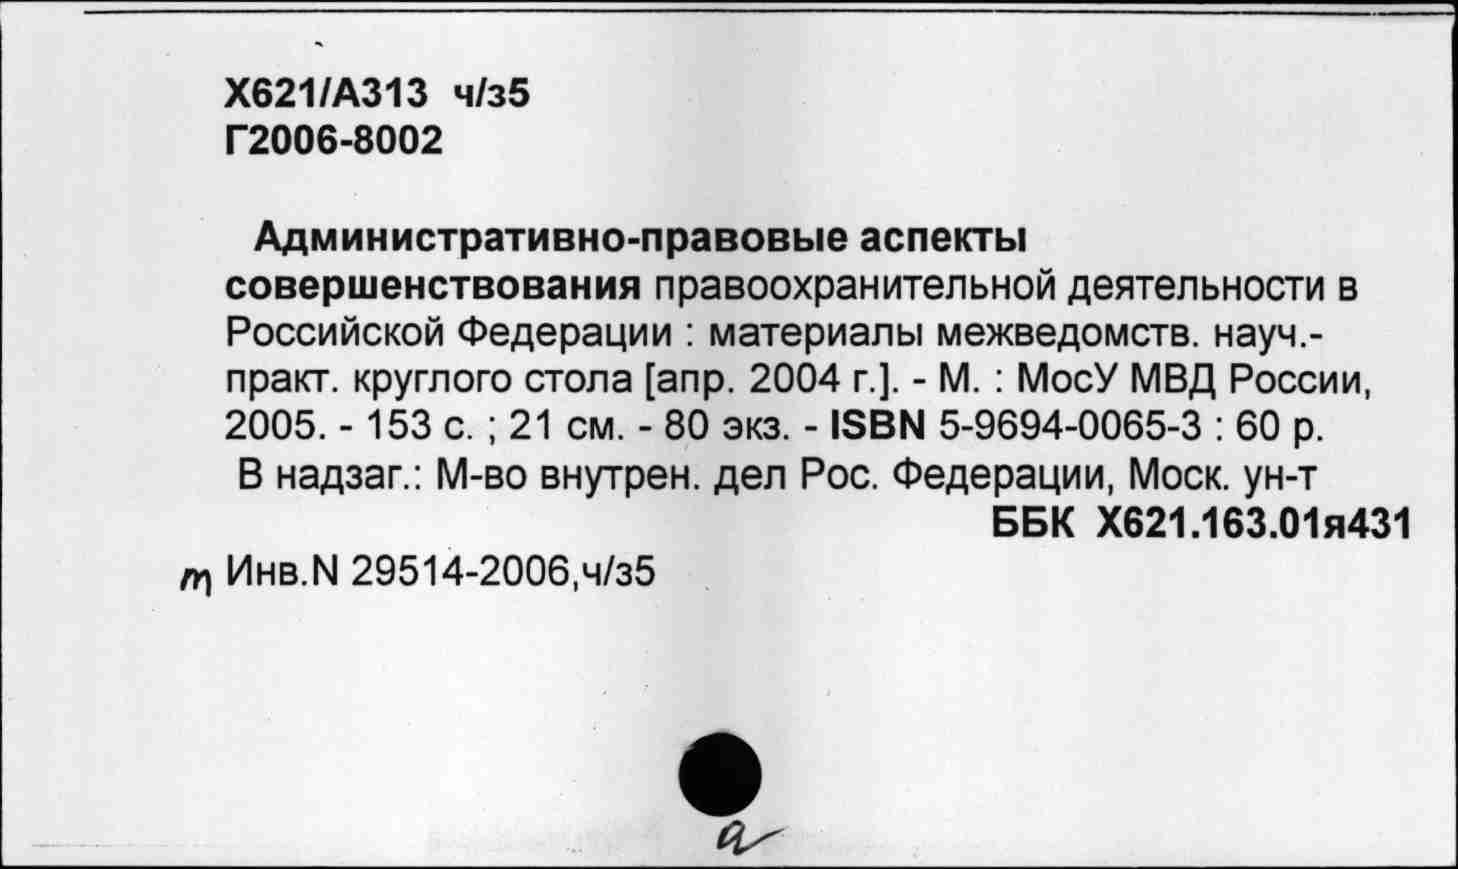 Х621/А313 ч/з5
Г2006-8002
Административно-правовые аспекты
совершенствования правоохранительной деятельности в
Российской Федерации : материалы межведомств. науч.-
практ. круглого стола [апр. 2004 г.]. - М. : МосУ МВД России,
2005. - 153 с. ; 21 см. - 80 экз. - ISBN 5-9694-0065-3 : 60 р.
В надзаг.: М-во внутрен. дел Рос. Федерации, Моск. ун-т
ББК Х621.163.01я431
т Инв.N 29514-2006,ч/з5
а